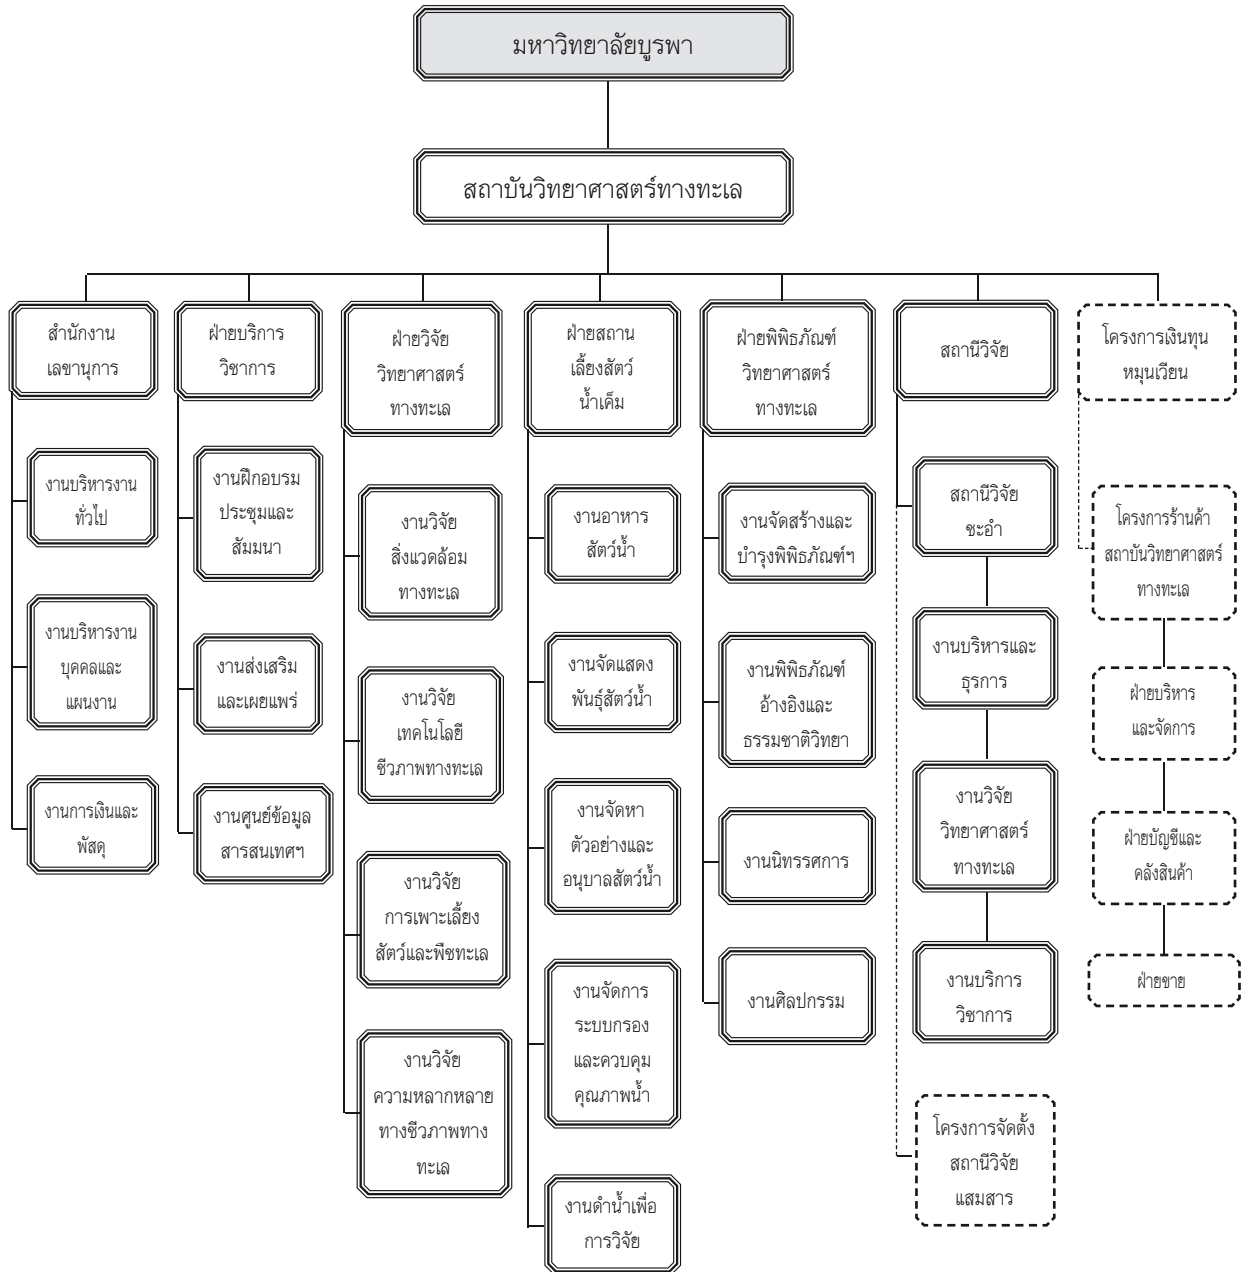 มหาวิทยาลัยบูรพา
สถาบันวิทยาศาสตร์ทางทะเล
สำนักงาน
เลขานุการ
งานบริหารงาน
ทั่วไป
งานบริหารงาน
บุคคลและ
แผนงาน
งานการเงินและ
พัสดุ
ฝ่ายบริการ
วิชาการ
งานฝึกอบรม
ประชุมและ
สัมมนา
งานส่งเสริม
และเผยแพร่
งานศูนย์ข้อมูล
สารสนเทศฯ
ฝ่ายวิจัย
วิทยาศาสตร์
ทางทะเล
งานวิจัย
สิ่งแวดล้อม
ทางทะเล
งานวิจัย
เทคโนโลยี
ชีวภาพทางทะเล
งานวิจัย
การเพาะเลี้ยง
สัตว์และพืชทะเล
งานวิจัย
ความหลากหลาย
ทางชีวภาพทาง
ทะเล
ฝ่ายสถาน
เลี้ยงสัตว์
น้ำเค็ม
งานอาหาร
สัตว์น้ำ
งานจัดแสดง
พันธุ์สัตว์น้ำ
งานจัดหา
ตัวอย่างและ
อนุบาลสัตว์น้ำ
งานจัดการ
ระบบกรอง
และควบคุม
คุณภาพน้ำ
งานดำน้ำเพื่อ
การวิจัย
ฝ่ายพิพิธภัณฑ์
วิทยาศาสตร์
ทางทะเล
งานจัดสร้างและ
บำรุงพิพิธภัณฑ์ฯ
งานพิพิธภัณฑ์
อ้างอิงและ
ธรรมชาติวิทยา
งานนิทรรศการ
งานศิลปกรรม
สถานีวิจัย
สถานีวิจัย
ชะอำ
งานบริหารและ
ธุรการ
งานวิจัย
วิทยาศาสตร์
ทางทะเล
งานบริการ
วิชาการ
โครงการจัดตั้ง
สถานีวิจัย
แสมสาร
โครงการเงินทุน
หมุนเวียน
โครงการร้านค้า
สถาบันวิทยาศาสตร์
ทางทะเล
ฝ่ายบริหาร
และจัดการ
ฝ่ายบัญชีและ
คลังสินค้า
ฝ่ายขาย